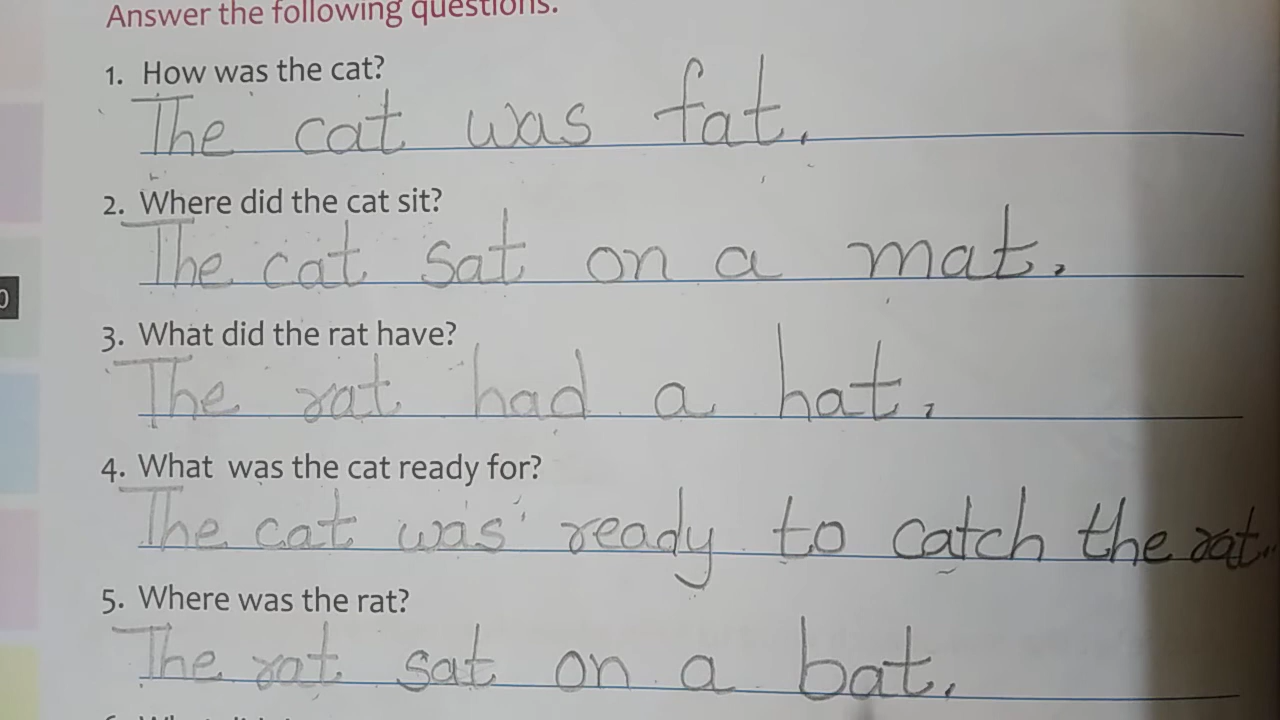 Answer the following questions.
1. How was the cat?
The cat was fat.
2. Where did the cat sit?
The cat sat on a mat.
3. What did the rat have?
The rat had a hat.
4. What was the cat ready for?
The cat was ready to catch the rat.
5. Where was the rat?
The rat sat on a bat.